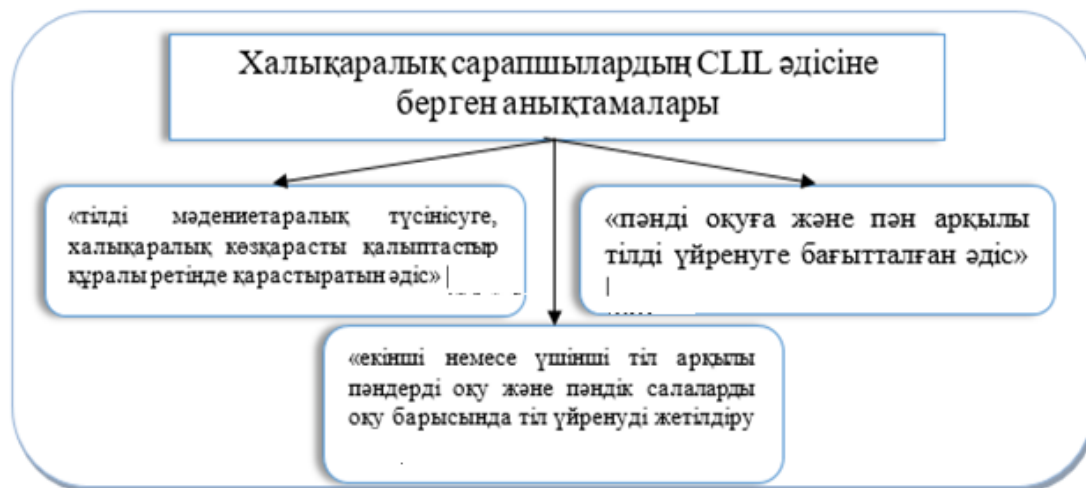 Халықаралық сарапшылардың CLIL әдісіне
берген анықтамалары
«тілді мәдениетаралық түсінісуге,
халықаралық көзқарасты қалыптастыр
құралы ретінде қарастыратын әдіс»
«пәнді оқуға және пән арқылы
тілді үйренуге бағытталған әдіс»
«екінші немесе үшінші тіл арқылы
пәндерді оқу және пәндік салаларды
оқу барысында тіл үйренуді жетілдіру